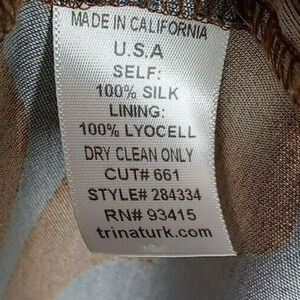 MADE IN CALIFORNIA
U.S.A
SELF:
100% SILK
LINING:
100% LYOCELL
DRY CLEAN ONLY
CUT# 661
STYLE# 284334
RN# 93415
trinaturk.com